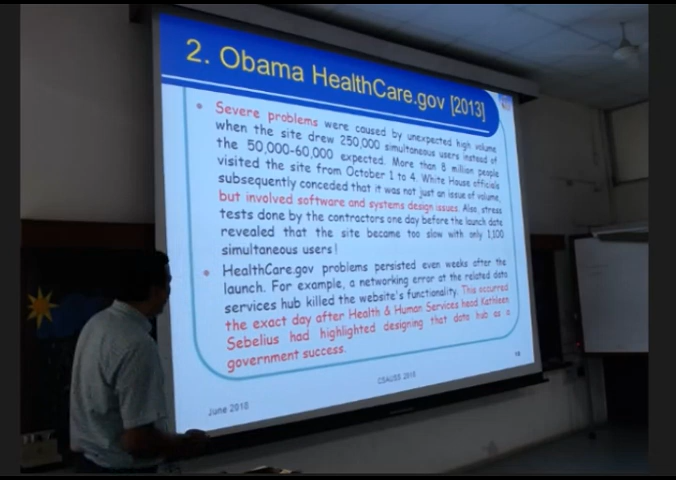 2. Obama HealthCare.gov [2013]
• Severe problems were caused by unexpected high volume
when the site drew 250,000 simultaneous users instead of
the 50,000-60,000 expected. More than 8 million people
visited the site from October 1 to 4. White House officials
subsequently conceded that it was not just an issue of volume,
but involved software and systems design issues. Also, stress
tests done by the contractors one day before the launch date
revealed that the site became too slow with only 1,100
simultaneous users!
• HealthCare.gov problems persisted even weeks after the
launch. For example, a networking error at the related data
services hub killed the website's functionality. This occurred
the exact day after Health & Human Services head Kathleen
Sebelius had highlighted designing that data hub as a
government success.
June 2018